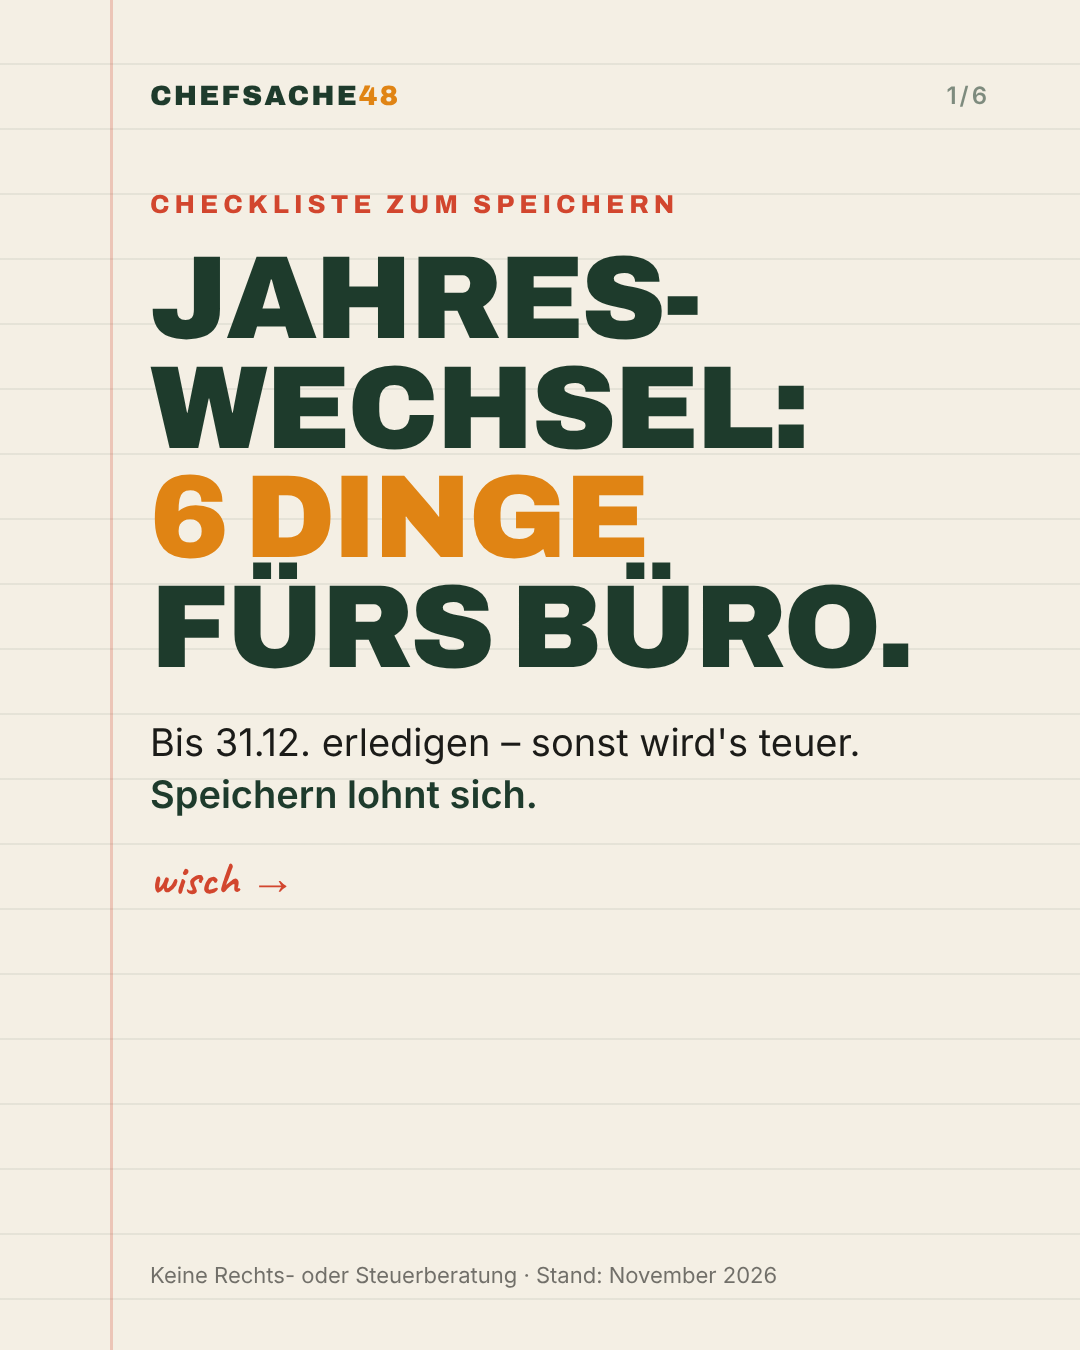 CHEFSACHE48
1/6
CHECKLISTE ZUM SPEICHERN
JAHRES-
WECHSEL:
6 DINGE
FÜRS BÜRO.
Bis 31.12. erledigen – sonst wird's teuer.
Speichern lohnt sich.
wisch →
Keine Rechts- oder Steuerberatung · Stand: November 2026